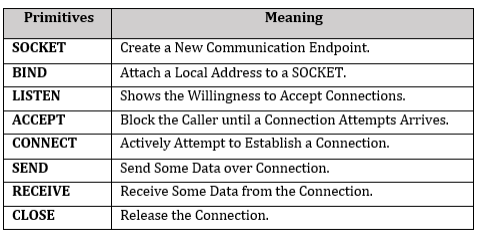 Primitives Meaning
SOCKET Create a New Communication Endpoint.
BIND Attach a Local Address to a SOCKET.
LISTEN Shows the Willingness to Accept Connections.
ACCEPT Block the Caller until a Connection Attempts Arrives.
CONNECT Actively Attempt to Establish a Connection.
SEND Send Some Data over Connection.
RECEIVE Receive Some Data from the Connection.
CLOSE Release the Connection.